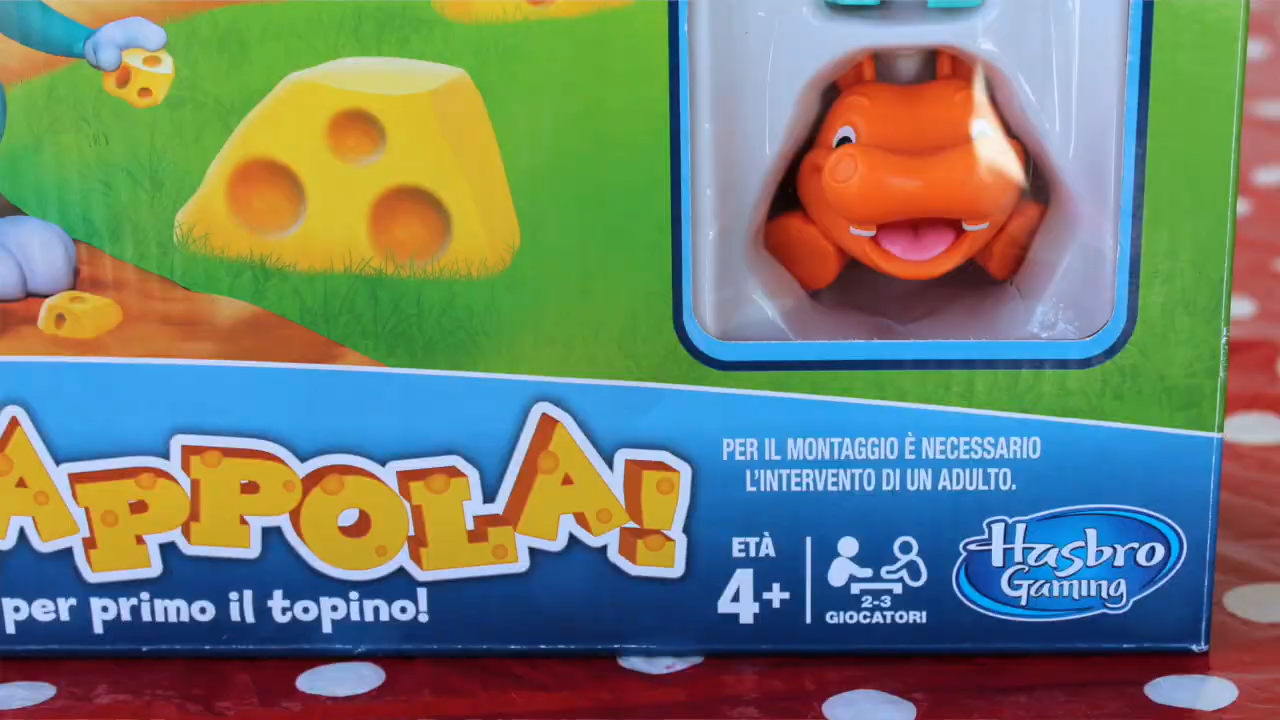 APPOLA!
per primo il topino!
PER IL MONTAGGIO È NECESSARIO
L'INTERVENTO DI UN ADULTO.
ETÀ
4+
2-3
GIOCATORI
Hasbro
Gaming